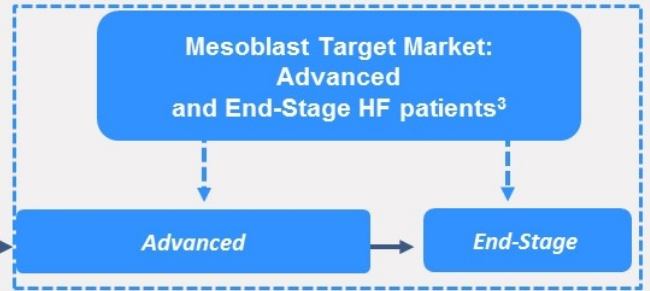 Mesoblast Target Market:
Advanced
and End-Stage HF patients³
Advanced
End-Stage